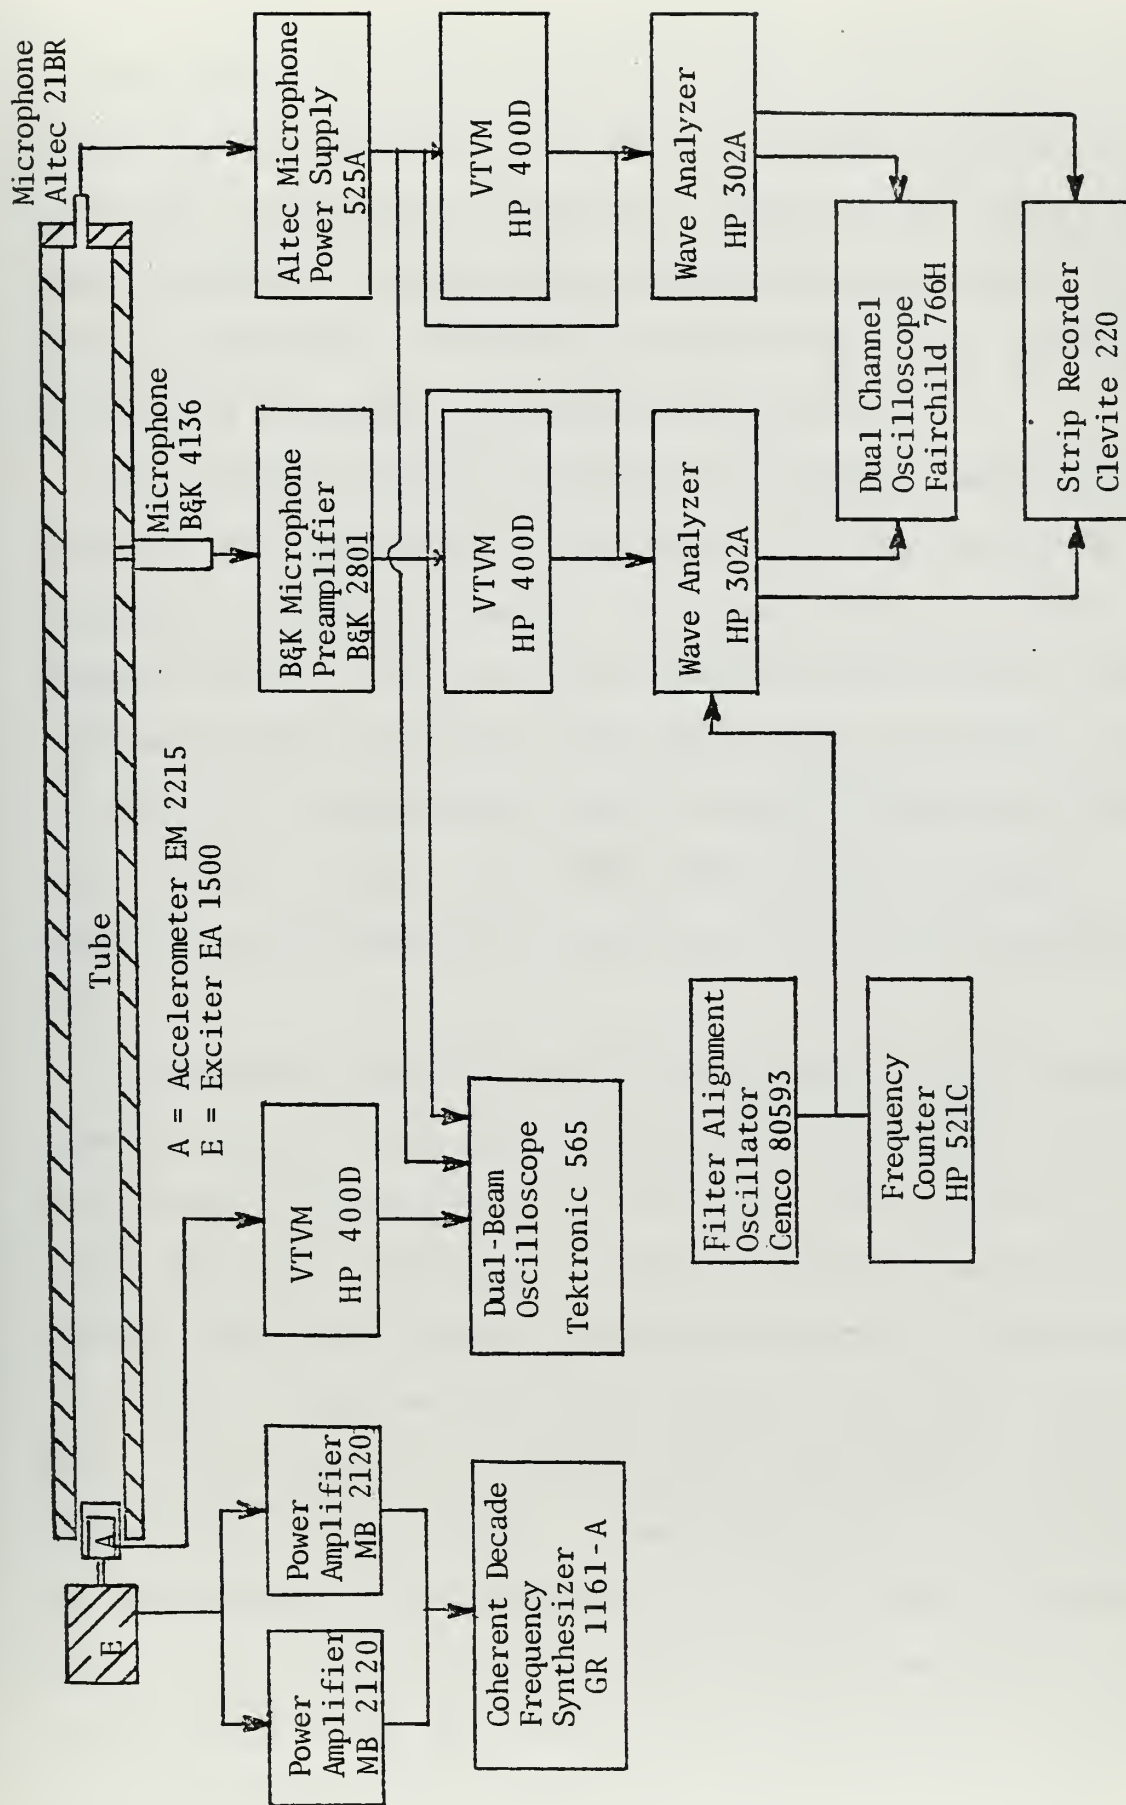 Microphone
Altec 21BR
Tube
Microphone
B&K 4136
A = Accelerometer EM 2215
E = Exciter EA 1500
E
A
Power
Amplifier
MB 2120
Power
Amplifier
MB 2120
Coherent Decade
Frequency
Synthesizer
GR 1161-A
VTVM
HP 400D
Dual-Beam
Oscilloscope
Tektronic 565
B&K Microphone
Preamplifier
B&K 2801
Altec Microphone
Power Supply
525A
VTVM
HP 400D
VTVM
HP 400D
Wave Analyzer
HP 302A
Wave Analyzer
HP 302A
Filter Alignment
Oscillator
Cenco 80593
Frequency
Counter
HP 521C
Dual Channel
Oscilloscope
Fairchild 766H
Strip Recorder
Clevite 220